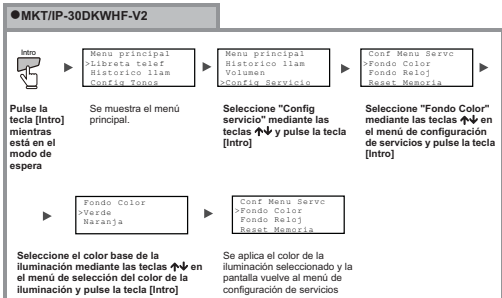 ●MKT/IP-30DKWHF-V2
Intro
Menu principal
>Libreta telef
Historico llam
Config Tonos
Menu principal
Historico llam
Volumen
>Config Servicio
Conf Menu Servc
>Fondo Color
Fondo Reloj
Reset Memoria
Pulse la
tecla [Intro]
mientras
está en el
modo de
espera
Se muestra el menú
principal.
Seleccione "Config
servicio" mediante las
teclas ↑↓ y pulse la tecla
[Intro]
Seleccione "Fondo Color"
mediante las teclas ↑↓ en
el menú de configuración
de servicios y pulse la tecla
[Intro]
Fondo Color
>Verde
Naranja
Conf Menu Servc
>Fondo Color
Fondo Reloj
Reset Memoria
Seleccione el color base de la
iluminación mediante las teclas ↑↓ en
el menú de selección del color de la
iluminación y pulse la tecla [Intro]
Se aplica el color de la
iluminación seleccionado y la
pantalla vuelve al menú de
configuración de servicios